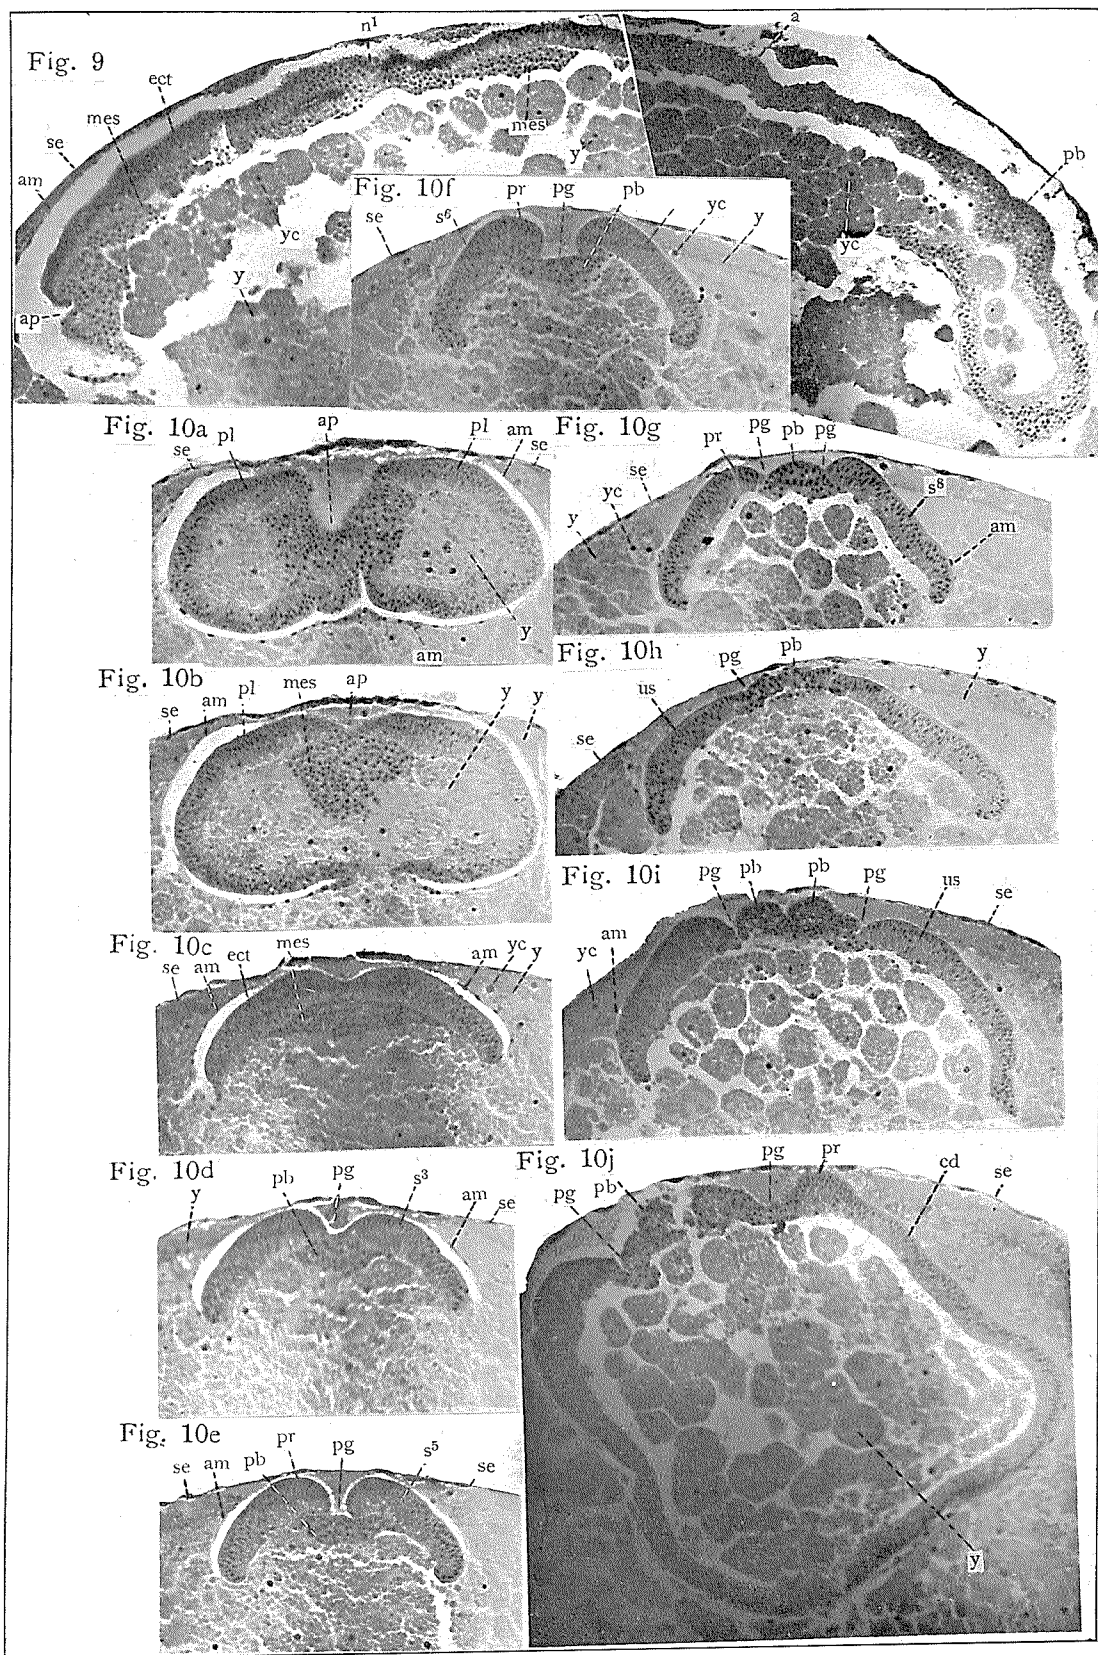 Fig. 9
n1
a
ect
mes
se
am
mes
y
pb
yc
y
yc
ap
Fig. 10f
se
s6
pr
pg
pb
yc
y
Fig. 10a
se
pl
ap
pl
am
se
y
am
Fig. 10g
y
yc
se
pr
pg
pb
pg
s8
am
Fig. 10b
se
am
pl
mes
ap
y
y
Fig. 10h
se
us
pg
pb
y
Fig. 10c
se
am
ect
mes
am
yc
y
Fig. 10i
yc
am
pg
pb
pb
pg
us
se
Fig. 10d
y
pb
pg
s3
am
se
Fig. 10j
pg
pb
pg
pr
cd
se
y
Fig. 10e
se
am
pb
pr
pg
s5
se